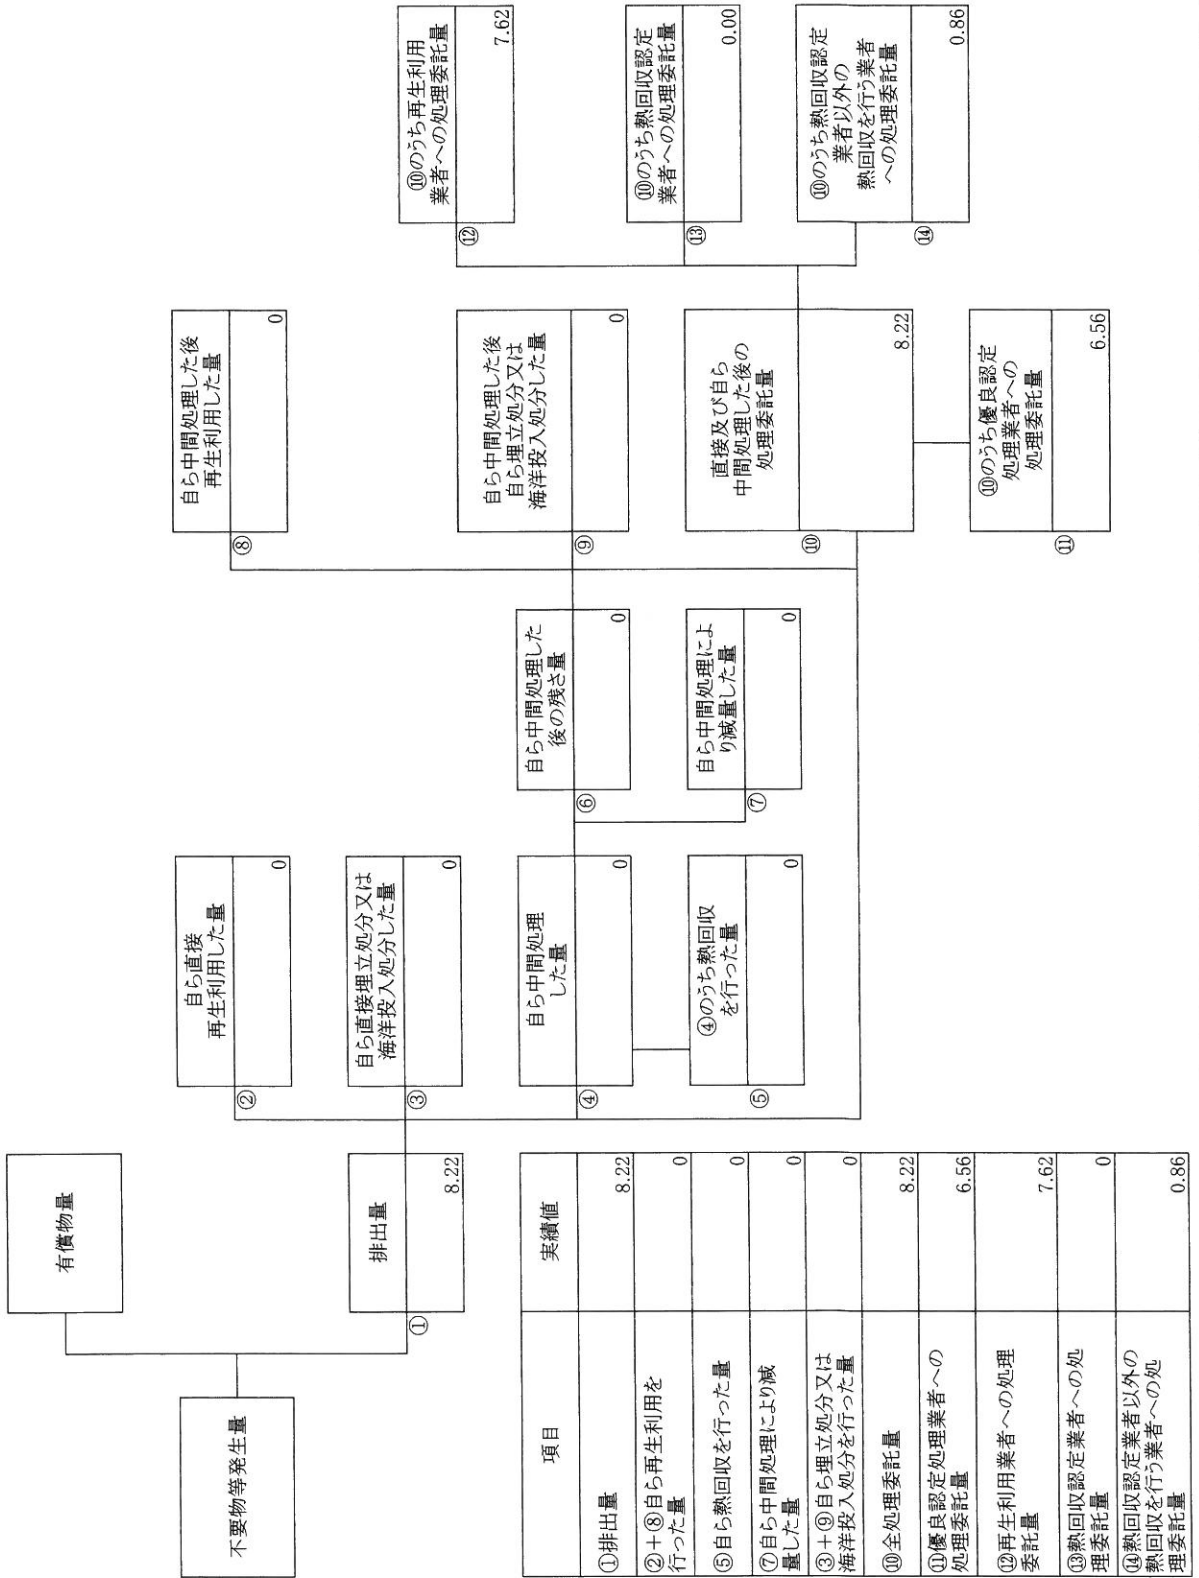 不要物等発生量
有償物量
①
排出量
8.22
②
自ら直接
再生利用した量
0
③
自ら直接埋立処分又は
海洋投入処分した量
0
④
自ら中間処理
した量
0
⑤
④のうち熱回収
を行った量
0
⑥
自ら中間処理した
後の残さ量
0
⑦
自ら中間処理によ
り減量した量
0
⑧
自ら中間処理した後
再生利用した量
0
⑨
自ら中間処理した後
自ら埋立処分又は
海洋投入処分した量
0
⑩
直接及び自ら
中間処理した後の
処理委託量
8.22
⑪
⑩のうち優良認定
処理業者への
処理委託量
6.56
⑫
⑩のうち再生利用
業者への処理委託量
7.62
⑬
⑩のうち熱回収認定
業者への処理委託量
0.00
⑭
⑩のうち熱回収認定
業者以外の
熱回収を行う業者
への処理委託量
0.86
項目 実績値
①排出量 8.22
②+⑧自ら再生利用を
行った量 0
⑤自ら熱回収を行った量 0
⑦自ら中間処理により減
量した量 0
③+⑨自ら埋立処分又は
海洋投入処分を行った量 0
⑩全処理委託量 8.22
⑪優良認定処理業者への
処理委託量 6.56
⑫再生利用業者への処理
委託量 7.62
⑬熱回収認定業者への処
理委託量 0
⑭熱回収認定業者以外の
熱回収を行う業者への処
理委託量 0.86